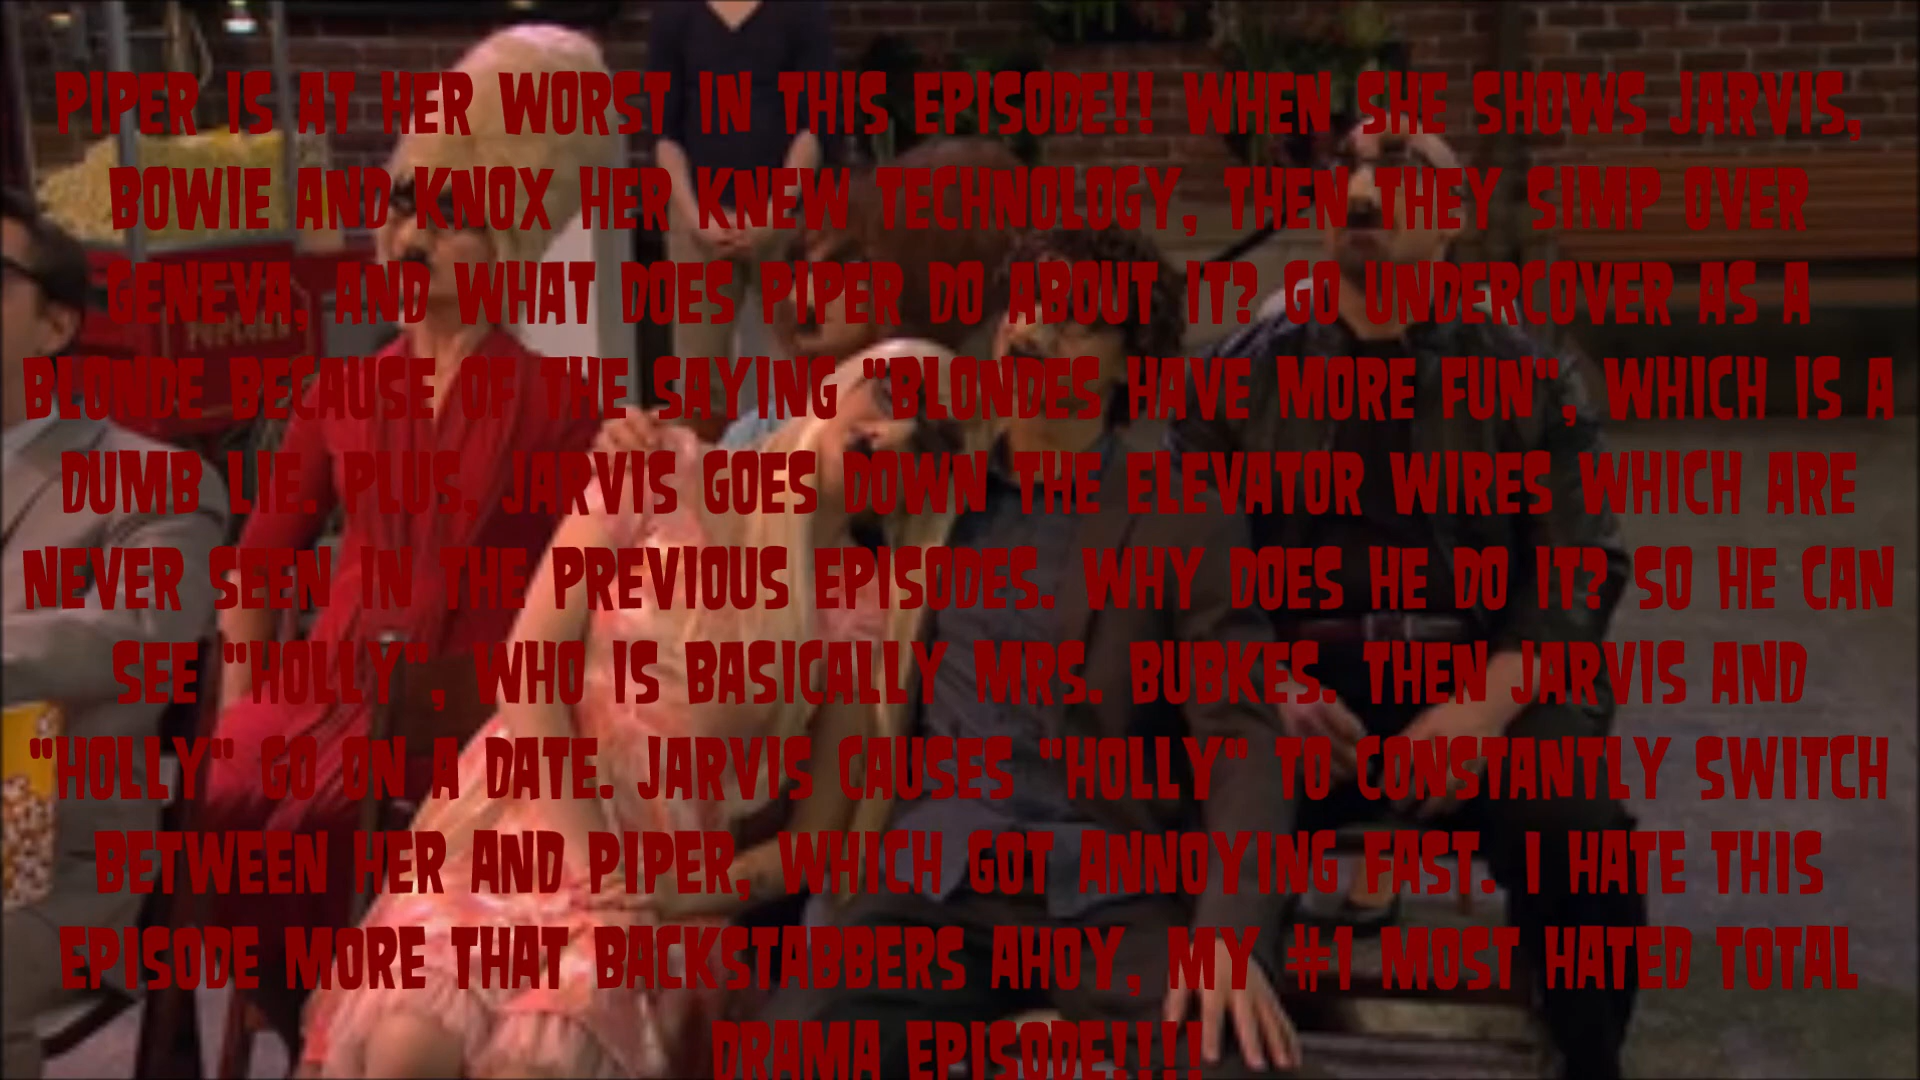 PIPER IS AT HER WORST IN THIS EPISODE!! WHEN SHE SHOWS JARVIS,
BOWIE AND KNOX HER KNEW TECHNOLOGY, THEN THEY SIMP OVER
GENEVA, AND WHAT DOES PIPER DO ABOUT IT? GO UNDERCOVER AS A
BLONDE BECAUSE OF THE SAYING "BLONDES HAVE MORE FUN", WHICH IS A
DUMB LIE. PLUS, JARVIS GOES DOWN THE ELEVATOR WIRES WHICH ARE
NEVER SEEN IN THE PREVIOUS EPISODES. WHY DOES HE DO IT? SO HE CAN
SEE "HOLLY", WHO IS BASICALLY MRS. BUBKES. THEN JARVIS AND
"HOLLY" GO ON A DATE. JARVIS CAUSES "HOLLY" TO CONSTANTLY SWITCH
BETWEEN HER AND PIPER, WHICH GOT ANNOYING FAST. I HATE THIS
EPISODE MORE THAT BACKSTABBERS AHOY, MY #1 MOST HATED TOTAL
DRAMA EPISODE!!!!